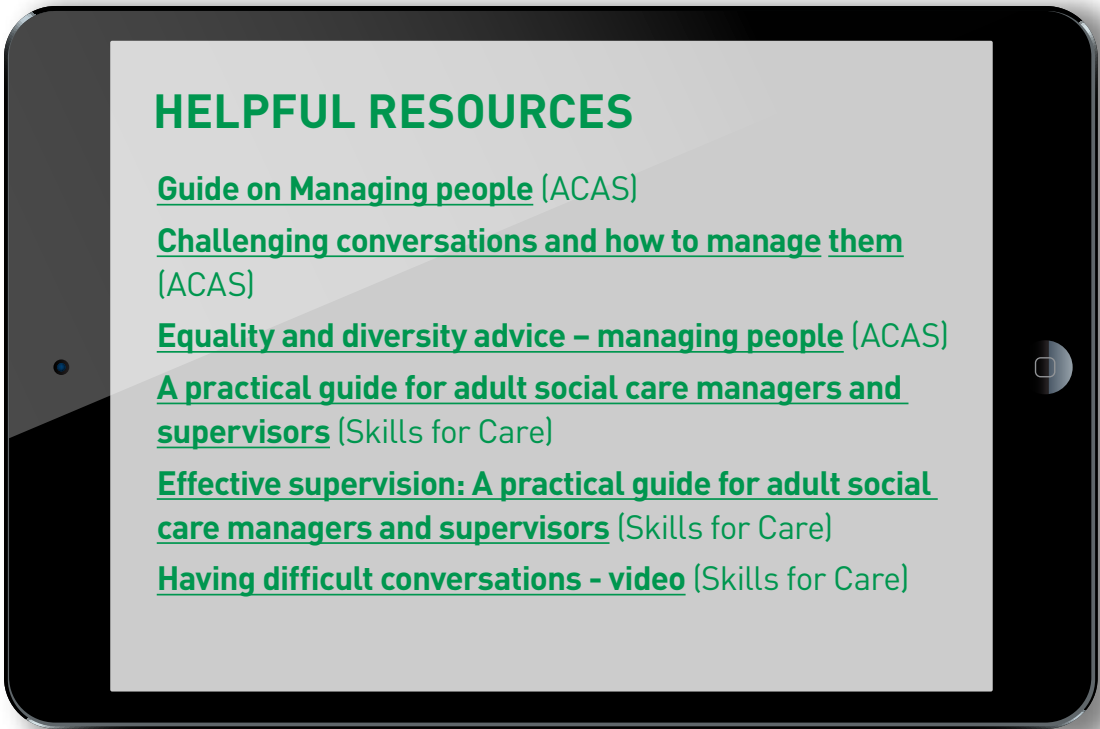 HELPFUL RESOURCES
Guide on Managing people (ACAS)
Challenging conversations and how to manage them
(ACAS)
Equality and diversity advice – managing people (ACAS)
A practical guide for adult social care managers and
supervisors (Skills for Care)
Effective supervision: A practical guide for adult social
care managers and supervisors (Skills for Care)
Having difficult conversations - video (Skills for Care)